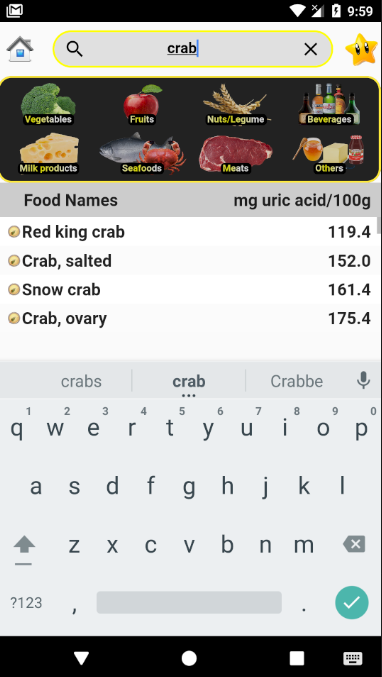 9:59
crab
Vegetables Fruits Nuts/Legume Beverages
Milk products Seafoods Meats Others
Food Names mg uric acid/100g
Red king crab 119.4
Crab, salted 152.0
Snow crab 161.4
Crab, ovary 175.4
crabs crab Crabbe
1 2 3 4 5 6 7 8 9 0
q w e r t y u i o p
a s d f g h j k l
z x c v b n m
?123 , .